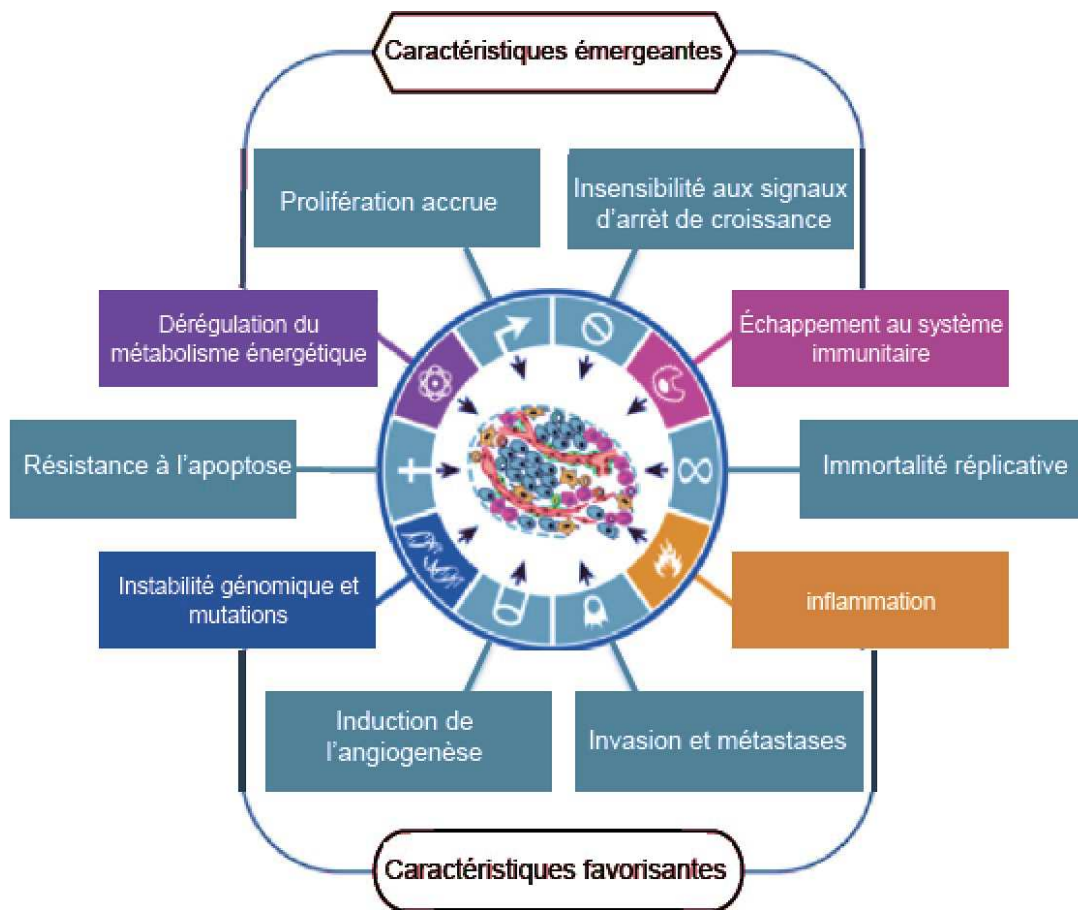 Caractéristiques émergeantes
Prolifération accrue
Insensibilité aux signaux
d'arrèt de croissance
Dérégulation du
métabolisme énergétique
Échappement au système
immunitaire
Résistance à l'apoptose
Immortalité réplicative
Instabilité génomique et
mutations
inflammation
Induction de
l'angiogenèse
Invasion et métastases
Caractéristiques favorisantes